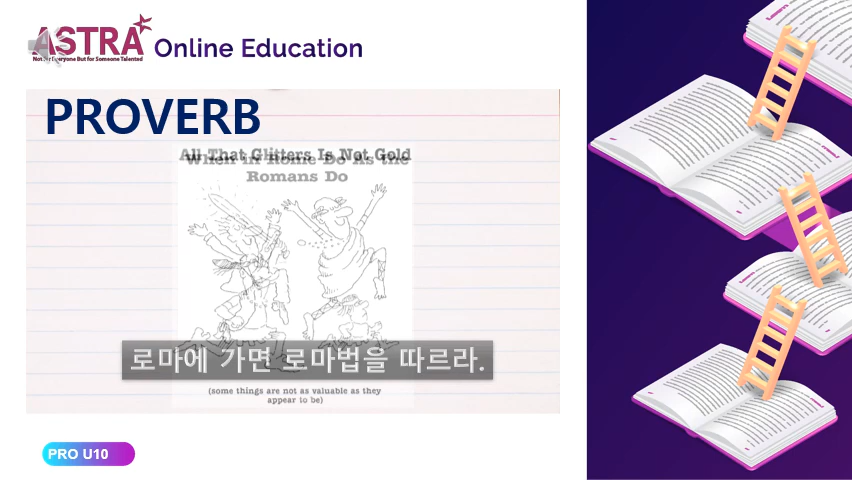 ASTRA
Online Education
Not For Everyone But for Someone Talented
PROVERB
All That Glitters Is Not Gold
When in Rome Do As the
Romans Do
로마에 가면 로마법을 따르라.
(some things are not as valuable as they
appear to be)
PRO U10